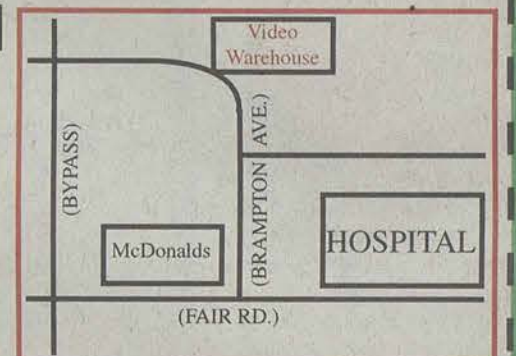 Video
Warehouse
(BYPASS)
(BRAMPTON AVE.)
McDonalds
HOSPITAL
(FAIR RD.)